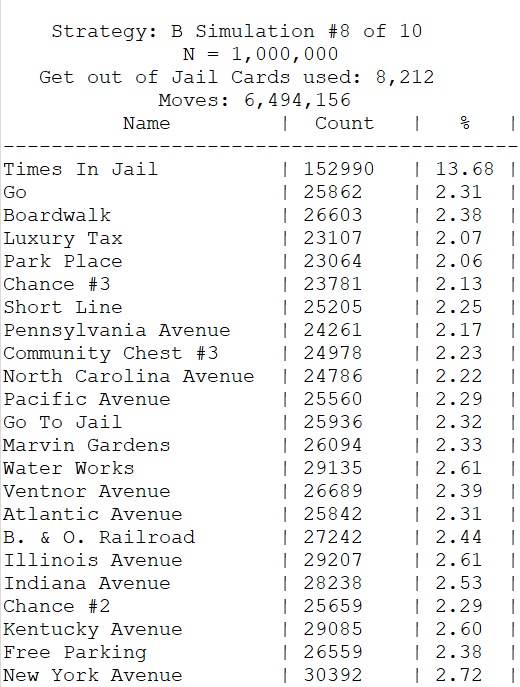 Strategy: B Simulation #8 of 10
N = 1,000,000
Get out of Jail Cards used: 8,212
Moves: 6,494,156
Name | Count | % |
-------------------------------------------
Times In Jail | 152990 | 13.68 |
Go | 25862 | 2.31 |
Boardwalk | 26603 | 2.38 |
Luxury Tax | 23107 | 2.07 |
Park Place | 23064 | 2.06 |
Chance #3 | 23781 | 2.13 |
Short Line | 25205 | 2.25 |
Pennsylvania Avenue | 24261 | 2.17 |
Community Chest #3 | 24978 | 2.23 |
North Carolina Avenue | 24786 | 2.22 |
Pacific Avenue | 25560 | 2.29 |
Go To Jail | 25936 | 2.32 |
Marvin Gardens | 26094 | 2.33 |
Water Works | 29135 | 2.61 |
Ventnor Avenue | 26689 | 2.39 |
Atlantic Avenue | 25842 | 2.31 |
B. & O. Railroad | 27242 | 2.44 |
Illinois Avenue | 29207 | 2.61 |
Indiana Avenue | 28238 | 2.53 |
Chance #2 | 25659 | 2.29 |
Kentucky Avenue | 29085 | 2.60 |
Free Parking | 26559 | 2.38 |
New York Avenue | 30392 | 2.72 |